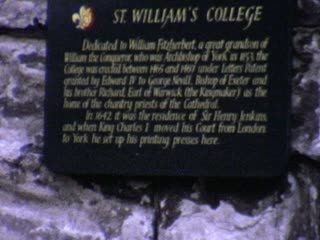 ST. WILLIAM'S COLLEGE
Dedicated to William Fitzherbert, a great grandson of
William the Conqueror, who was Archbishop of York in 1153, the
College was erected between 1465 and 1467 under Letters Patent
granted by Edward IV to George Nevill, Bishop of Exeter and
his brother Richard, Earl of Warwick (the Kingmaker) as the
home of the chantry priests of the Cathedral.
In 1642 it was the residence of Sir Henry Jenkins
and when King Charles I moved his Court from London
to York he set up his printing presses here.